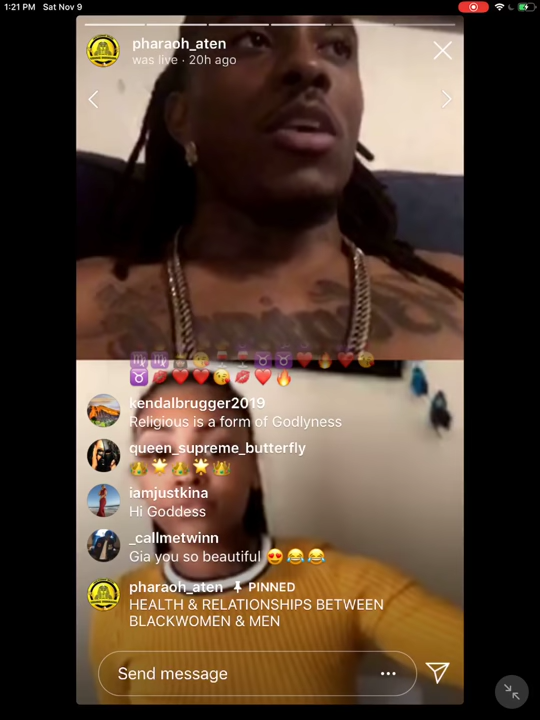 1:21 PM Sat Nov 9
pharaoh_aten
was live · 20h ago
kendalbrugger2019
Religious is a form of Godlyness
queen_supreme_butterfly
iamjustkina
Hi Goddess
_callmetwinn
Gia you so beautiful 😍😂😂
pharaoh_aten PINNED
HEALTH & RELATIONSHIPS BETWEEN
BLACKWOMEN & MEN
Send message